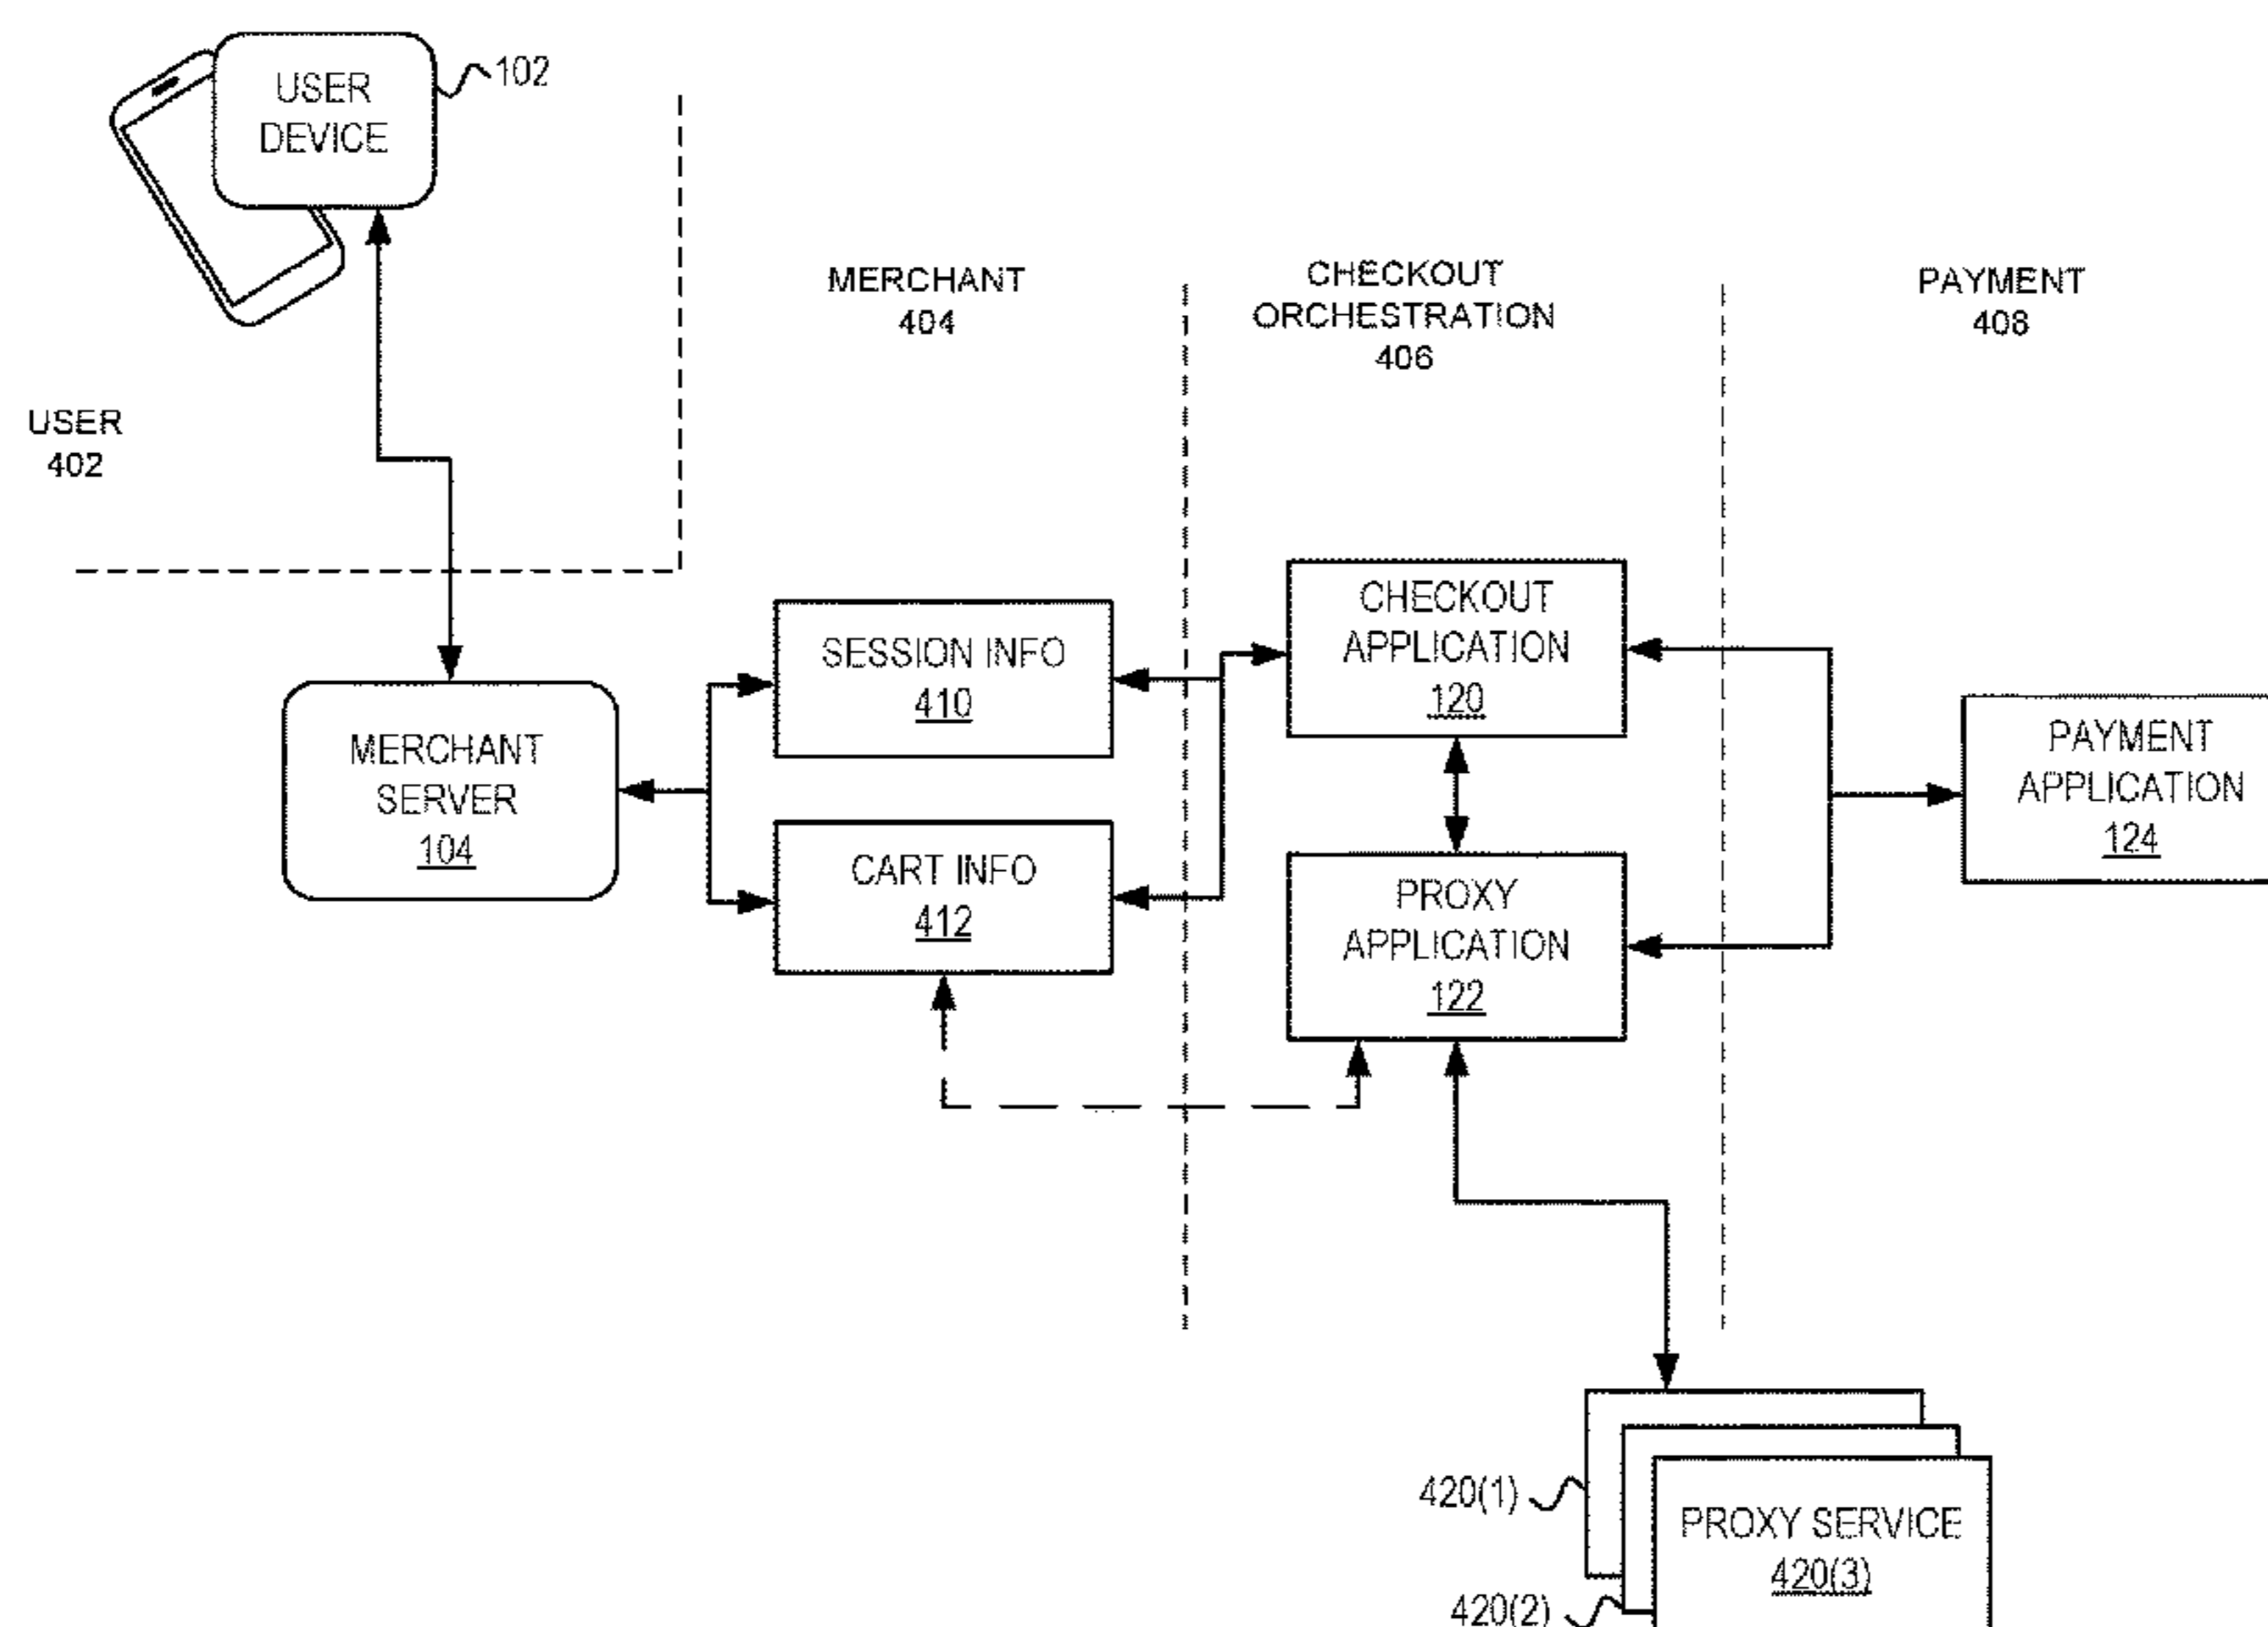 USER
DEVICE
102
MERCHANT
404
CHECKOUT
ORCHESTRATION
406
PAYMENT
408
USER
402
MERCHANT
SERVER
104
SESSION INFO
410
CART INFO
412
CHECKOUT
APPLICATION
120
PROXY
APPLICATION
122
PAYMENT
APPLICATION
124
420(1)
PROXY SERVICE
420(3)
420(2)